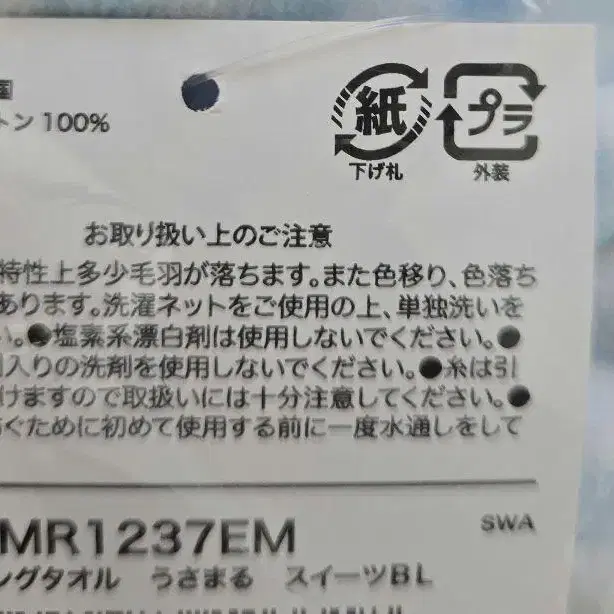 紙 プラ
下げ札 外装
国
トン 100%
お取り扱い上のご注意
特性上多少毛羽が落ちます。また色移り、色落ち
あります。洗濯ネットをご使用の上、単独洗いを
い。●塩素系漂白剤は使用しないでください。●
入りの洗剤を使用しないでください。●糸は引
けますので取扱いには十分注意してください。●
ぐために初めて使用する前に一度水通しをして
MR1237EM SWA
ングタオル うさまる スイーツBL